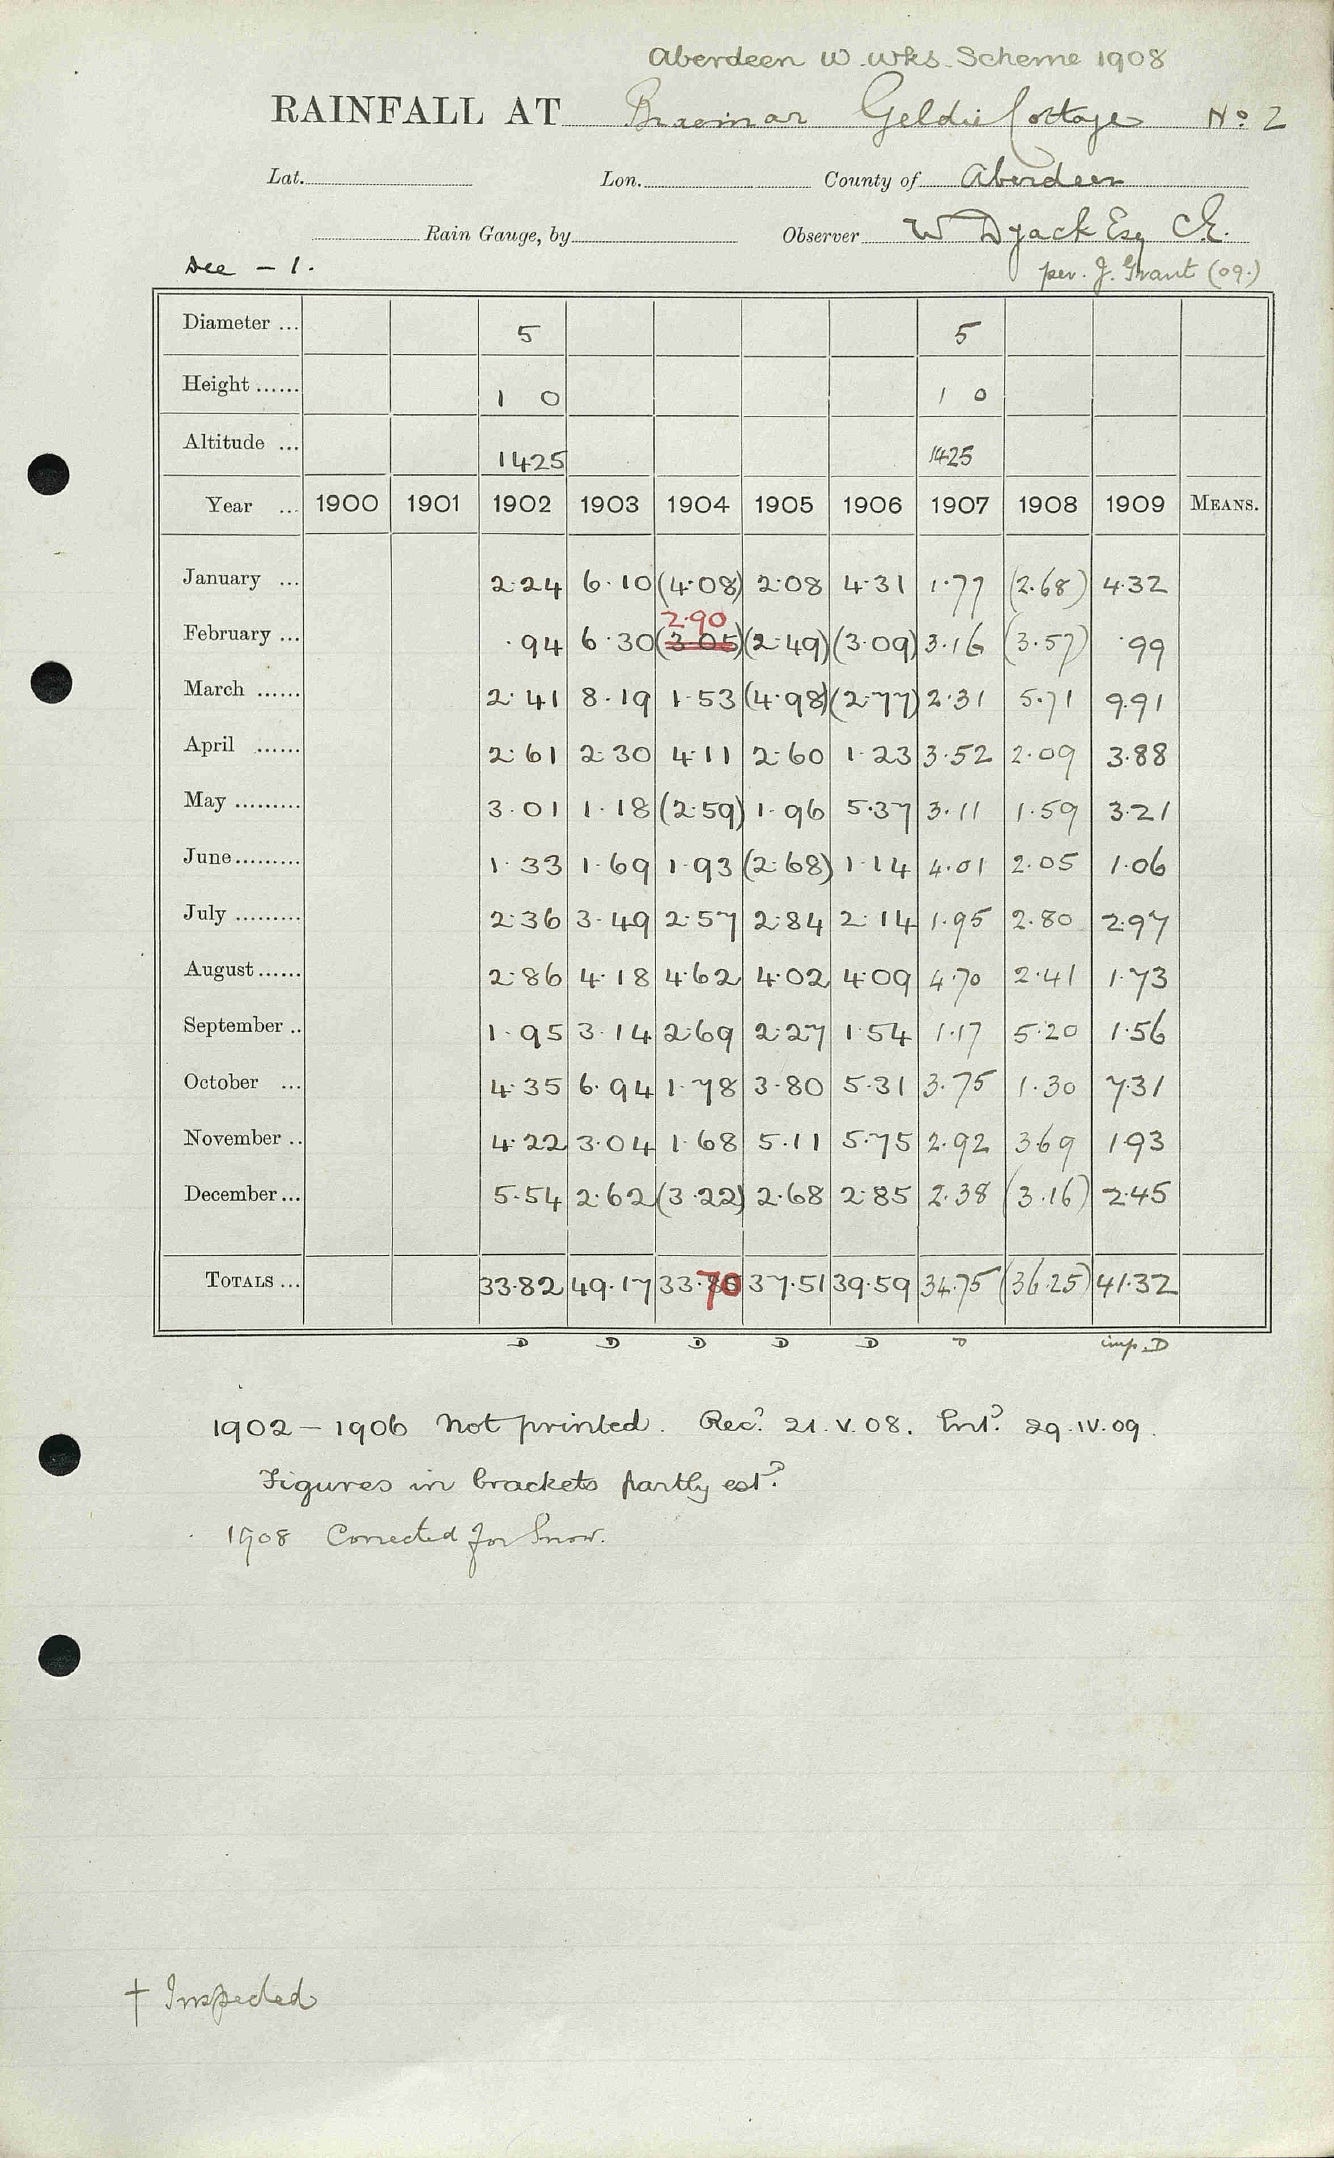 Aberdeen W. Wks. Scheme 1908
RAINFALL AT Braemar Geldie Cottage No 2
Lat. Lon. County of Aberdeen
Rain Gauge, by Observer W Dyack Esq C.E.
Dee - 1. per. J. Grant (09.)
Diameter ... 5 5
Height ...... 1 0 1 0
Altitude ... 1425 1425
Year ... 1900 1901 1902 1903 1904 1905 1906 1907 1908 1909 MEANS.
January ... 2.24 6.10 (4.08) 2.08 4.31 1.77 (2.68) 4.32
2.90
February ... .94 6.30 (3.05) (2.49) (3.09) 3.16 (3.57) .99
March ...... 2.41 8.19 1.53 (4.98) (2.77) 2.31 5.71 9.91
April ...... 2.61 2.30 4.11 2.60 1.23 3.52 2.09 3.88
May ......... 3.01 1.18 (2.59) 1.96 5.37 3.11 1.59 3.21
June ......... 1.33 1.69 1.93 (2.68) 1.14 4.01 2.05 1.06
July ......... 2.36 3.49 2.57 2.84 2.14 1.95 2.80 2.97
August ...... 2.86 4.18 4.62 4.02 4.09 4.70 2.41 1.73
September .. 1.95 3.14 2.69 2.27 1.54 1.17 5.20 1.56
October ... 4.35 6.94 1.78 3.80 5.31 3.75 1.30 7.31
November .. 4.22 3.04 1.68 5.11 5.75 2.92 3.69 1.93
December ... 5.54 2.62 (3.22) 2.68 2.85 2.38 (3.16) 2.45
TOTALS ... 33.82 49.17 33.70 37.51 39.59 34.75 (36.25) 41.32
D D D D D D imp. D
1902 - 1906 Not printed. Recd. 21.V.08. Entd. 29.IV.09.
Figures in brackets partly estd.
1908 Corrected for Snow.
† Inspected